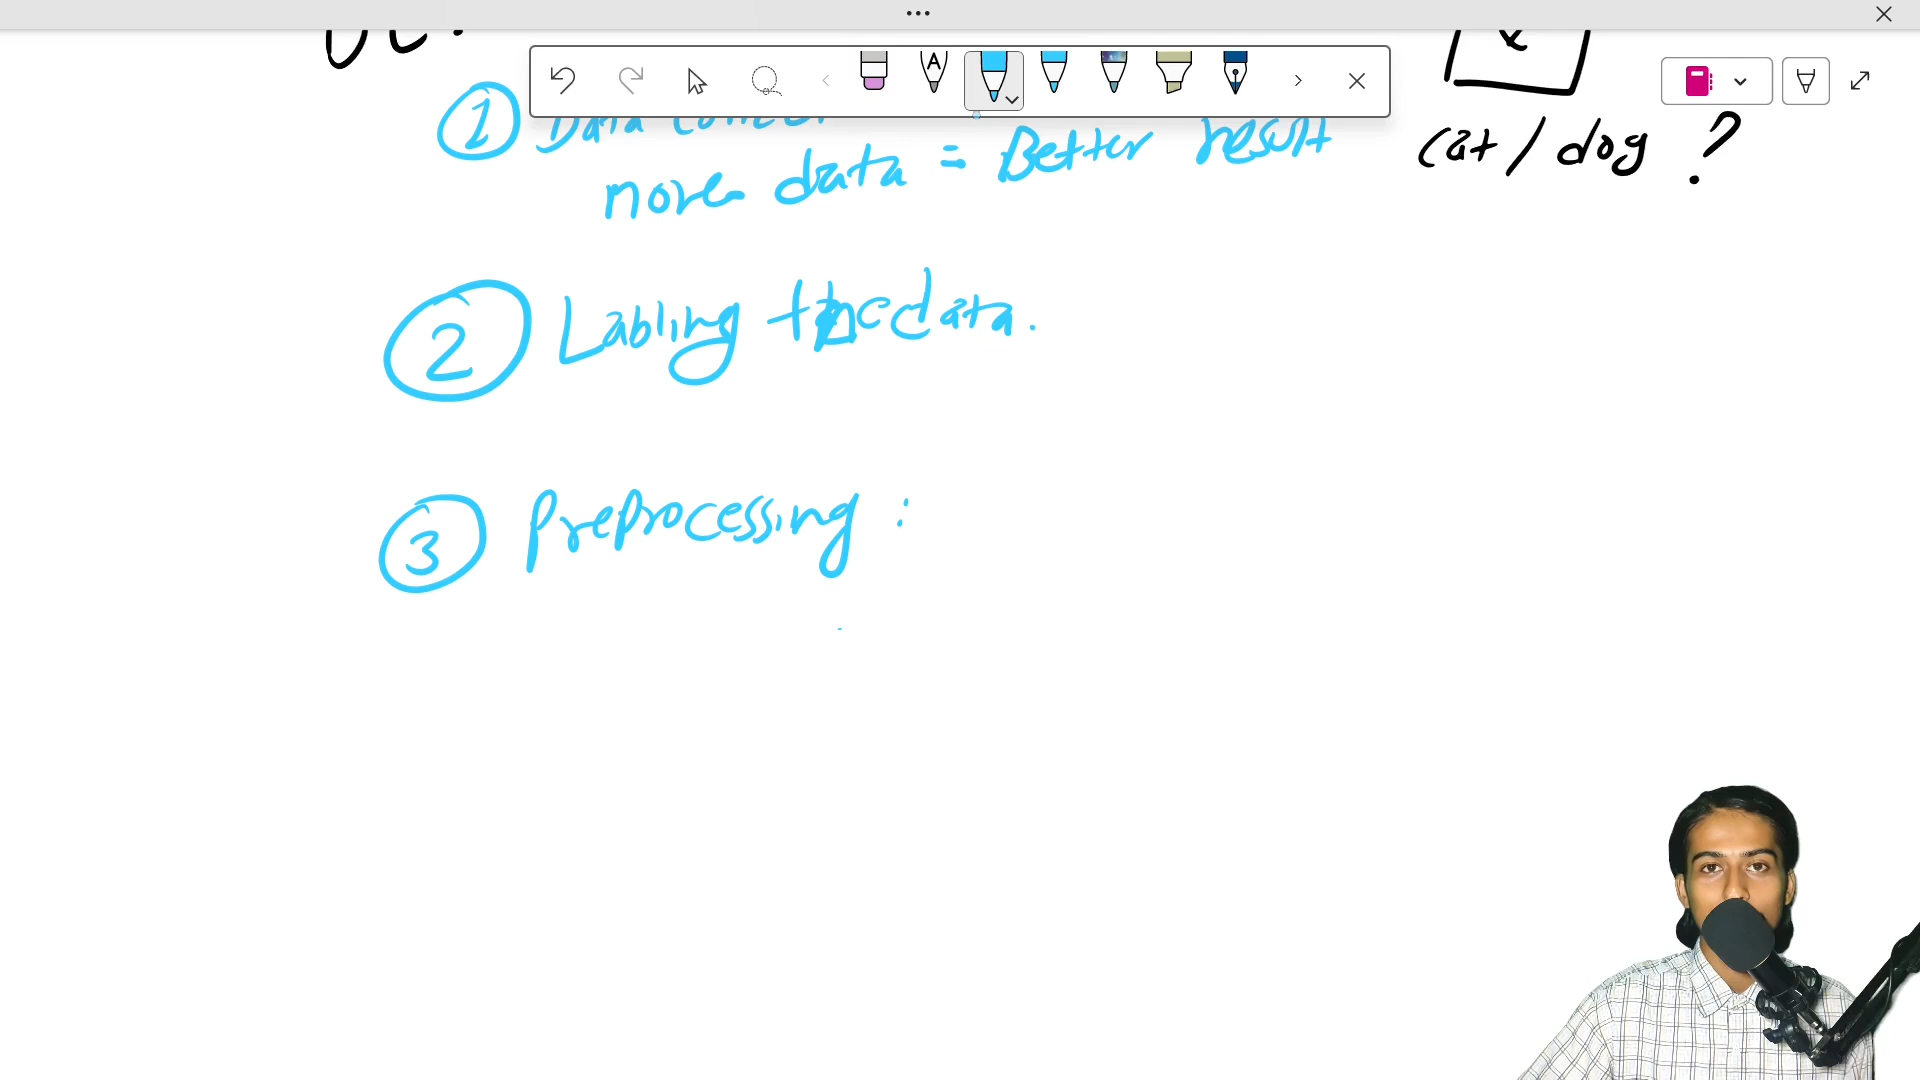 1 Data
more data = Better result
cat / dog ?
2 Labling the data.
3 Preprocessing :